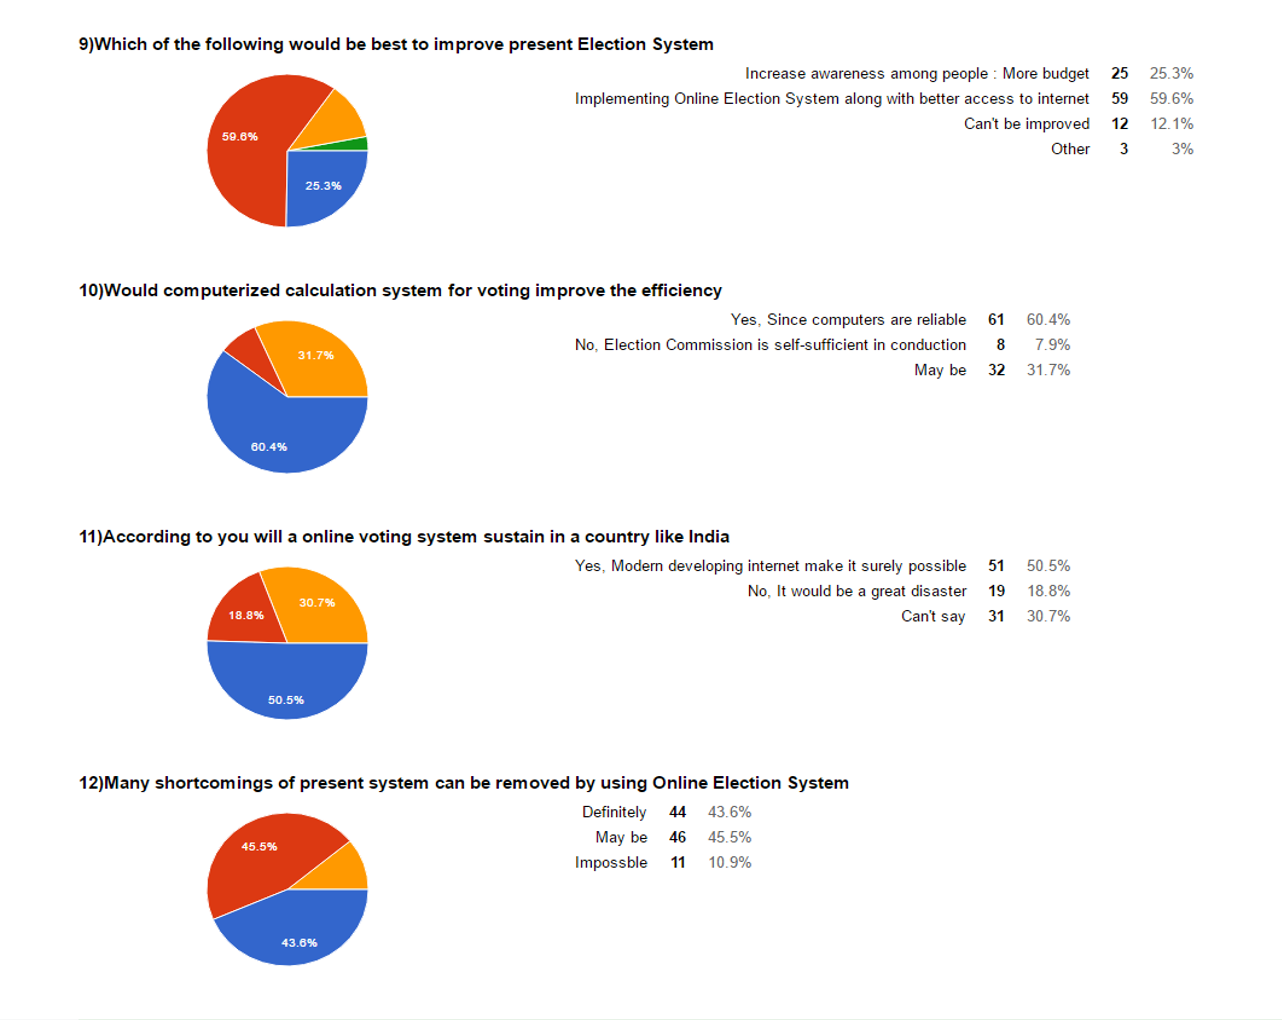 9)Which of the following would be best to improve present Election System
Increase awareness among people : More budget 25 25.3%
Implementing Online Election System along with better access to internet 59 59.6%
Can't be improved 12 12.1%
Other 3 3%
59.6%
25.3%
10)Would computerized calculation system for voting improve the efficiency
Yes, Since computers are reliable 61 60.4%
No, Election Commission is self-sufficient in conduction 8 7.9%
May be 32 31.7%
31.7%
60.4%
11)According to you will a online voting system sustain in a country like India
Yes, Modern developing internet make it surely possible 51 50.5%
No, It would be a great disaster 19 18.8%
Can't say 31 30.7%
30.7%
18.8%
50.5%
12)Many shortcomings of present system can be removed by using Online Election System
Definitely 44 43.6%
May be 46 45.5%
Impossble 11 10.9%
45.5%
43.6%